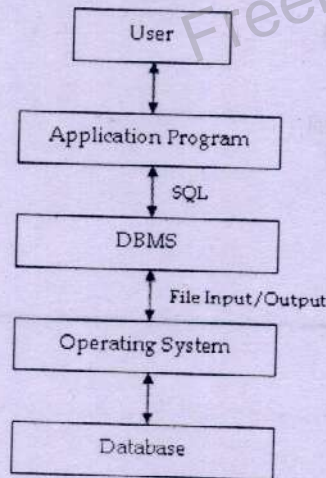 User
Application Program
SQL
DBMS
File Input/Output
Operating System
Database